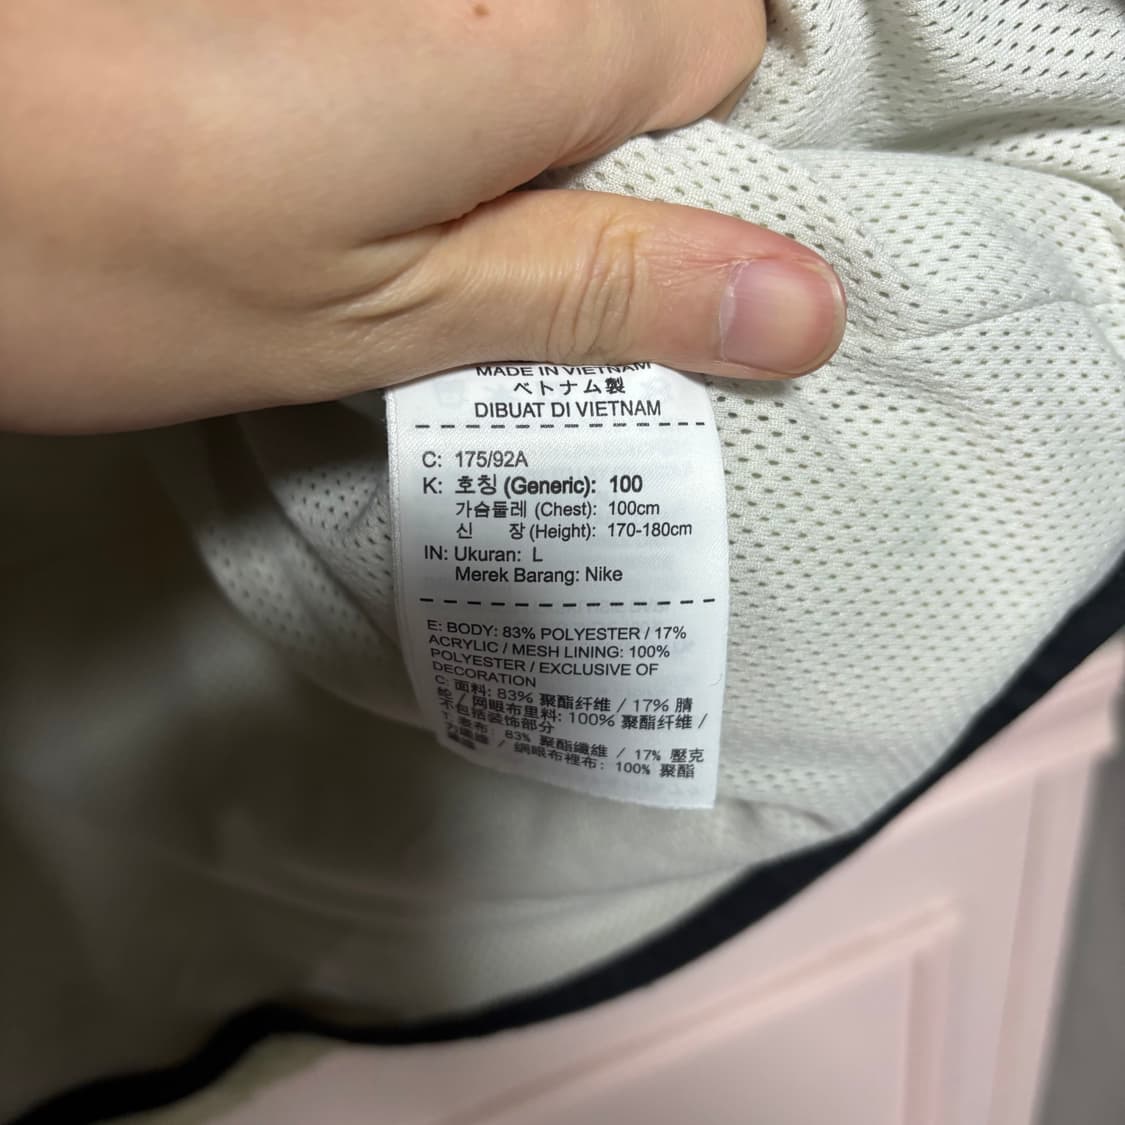 MADE IN VIETNAM
ベトナム製
DIBUAT DI VIETNAM
C: 175/92A
K: 호칭 (Generic): 100
가슴둘레 (Chest): 100cm
신 장 (Height): 170-180cm
IN: Ukuran: L
Merek Barang: Nike
E: BODY: 83% POLYESTER / 17%
ACRYLIC / MESH LINING: 100%
POLYESTER / EXCLUSIVE OF
DECORATION
C: 面料: 83% 聚酯纤维 / 17% 腈
纶 / 网眼布里料: 100% 聚酯纤维 /
不包括装饰部分
T: 表布: 83% 聚酯纖維 / 17% 壓克
/ 網眼布裡布: 100% 聚酯